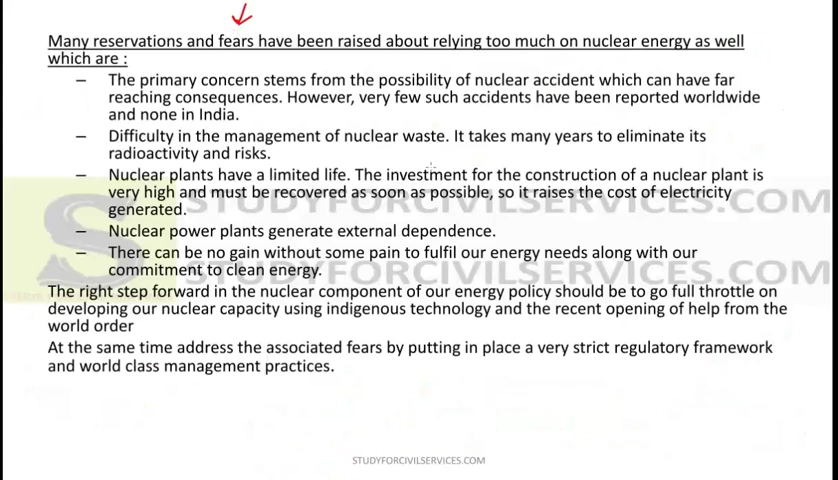 Many reservations and fears have been raised about relying too much on nuclear energy as well
which are :
– The primary concern stems from the possibility of nuclear accident which can have far
reaching consequences. However, very few such accidents have been reported worldwide
and none in India.
– Difficulty in the management of nuclear waste. It takes many years to eliminate its
radioactivity and risks.
– Nuclear plants have a limited life. The investment for the construction of a nuclear plant is
very high and must be recovered as soon as possible, so it raises the cost of electricity
STUDYFORCIVILSERVICES.COM
generated.
– Nuclear power plants generate external dependence.
– There can be no gain without some pain to fulfil our energy needs along with our
commitment to clean energy.
STUDYFORCIVILSERVICES.COM
The right step forward in the nuclear component of our energy policy should be to go full throttle on
developing our nuclear capacity using indigenous technology and the recent opening of help from the
world order
At the same time address the associated fears by putting in place a very strict regulatory framework
and world class management practices.
STUDYFORCIVILSERVICES.COM